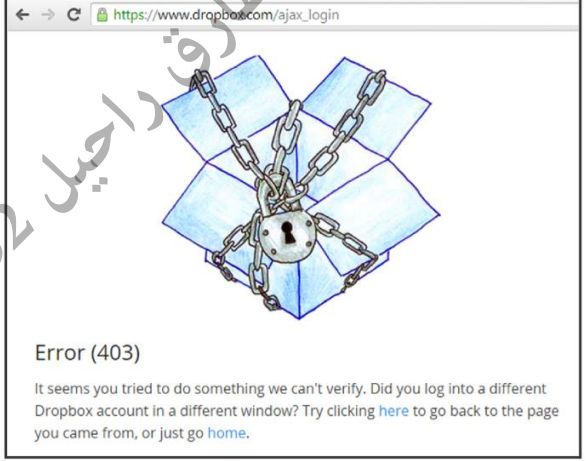 https://www.dropbox.com/ajax_login
طارق راحيل
Error (403)
It seems you tried to do something we can't verify. Did you log into a different
Dropbox account in a different window? Try clicking here to go back to the page
you came from, or just go home.